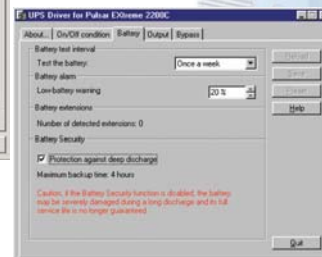 UPS Driver for Pulsar EXtreme 2200C
About... On/Off condition Battery Output Bypass
Battery test interval
Test the battery: Once a week
Battery alarm
Low-battery warning 20 %
Battery extensions
Number of detected extensions: 0
Battery Security
Protection against deep discharge
Maximum backup time: 4 hours
Caution, if the Battery Security function is disabled, the battery
may be severely damaged during a long discharge and its full
service life is no longer guaranteed
Reload
Save
Help
Quit